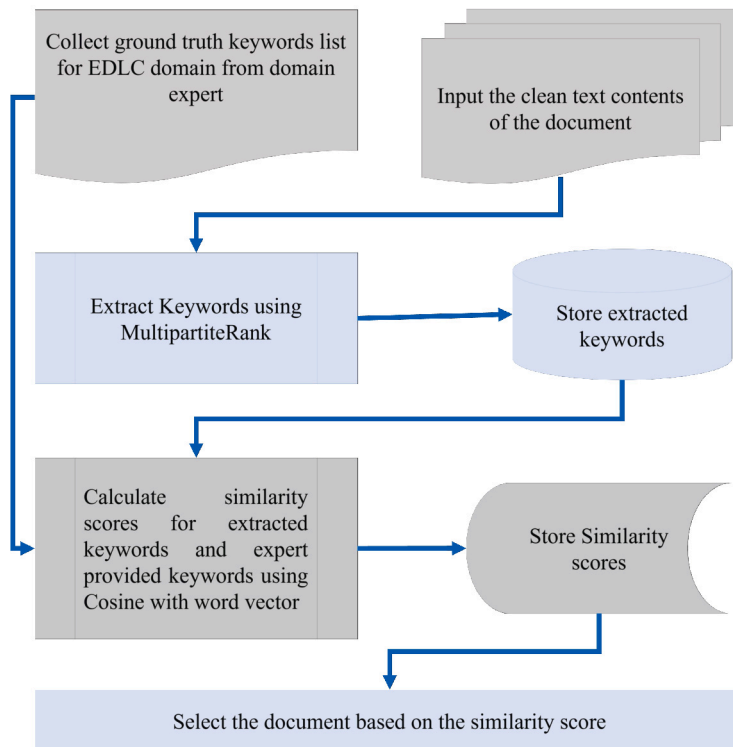 Collect ground truth keywords list
for EDLC domain from domain
expert
Input the clean text contents
of the document
Extract Keywords using
MultipartiteRank
Store extracted
keywords
Calculate similarity
scores for extracted
keywords and expert
provided keywords using
Cosine with word vector
Store Similarity
scores
Select the document based on the similarity score